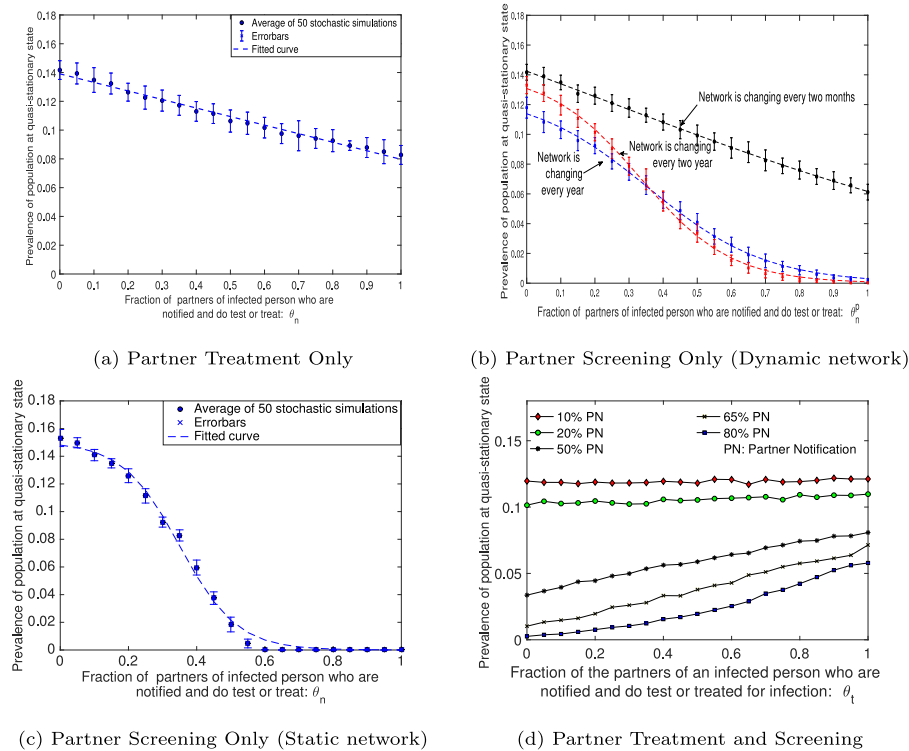 Average of 50 stochastic simulations
Errorbars
Fitted curve
Prevalence of population at quasi-stationary state
0.18
0.16
0.14
0.12
0.1
0.08
0.06
0.04
0.02
0
0 0.1 0.2 0.3 0.4 0.5 0.6 0.7 0.8 0.9 1
Fraction of partners of infected person who are
notified and do test or treat: θn
(a) Partner Treatment Only
Prevalence of population at quasi-stationary state
0.18
0.16
0.14
0.12
0.1
0.08
0.06
0.04
0.02
0
Network is changing every two months
Network is changing
every two year
Network is
changing
every year
0 0.1 0.2 0.3 0.4 0.5 0.6 0.7 0.8 0.9 1
Fraction of partners of infected person who are notified and do test or treat: θnp
(b) Partner Screening Only (Dynamic network)
Average of 50 stochastic simulations
Errorbars
Fitted curve
Prevalence of population at quasi-stationary state
0.18
0.16
0.14
0.12
0.1
0.08
0.06
0.04
0.02
0
0 0.2 0.4 0.6 0.8 1
Fraction of partners of infected person who are
notified and do test or treat: θn
(c) Partner Screening Only (Static network)
Prevalence of population at quasi-stationary state
0.15
0.1
0.05
0
10% PN
20% PN
50% PN
65% PN
80% PN
PN: Partner Notification
0 0.2 0.4 0.6 0.8 1
Fraction of the partners of an infected person who are
notified and do test or treated for infection: θt
(d) Partner Treatment and Screening